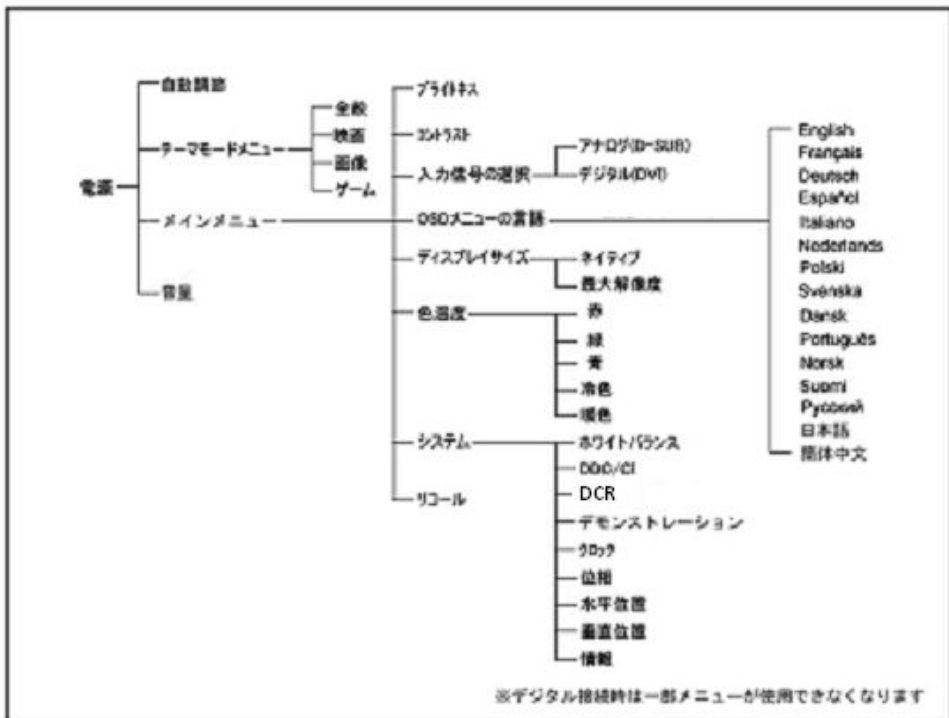 電源
自動調節
テーマモードメニュー
全般
映画
画像
ゲーム
メインメニュー
音量
ブライトネス
コントラスト
入力信号の選択
アナログ(D-SUB)
デジタル(DVI)
OSDメニューの言語
English
Français
Deutsch
Español
Italiano
Nederlands
Polski
Svenska
Dansk
Português
Norsk
Suomi
Русский
日本語
简体中文
ディスプレイサイズ
ネイティブ
最大解像度
色温度
赤
緑
青
冷色
暖色
システム
ホワイトバランス
DDC/CI
DCR
デモンストレーション
クロック
位相
水平位置
垂直位置
情報
リコール
※デジタル接続時は一部メニューが使用できなくなります